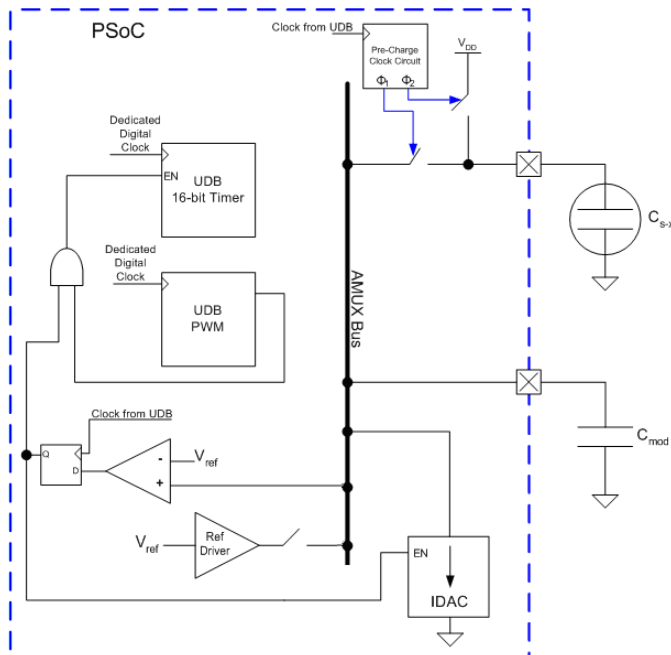 PSoC
Clock from UDB
Pre-Charge
Clock Circuit
Φ1 Φ2
VDD
Dedicated
Digital
Clock
EN
UDB
16-bit Timer
Dedicated
Digital
Clock
UDB
PWM
AMUX Bus
Clock from UDB
Q
D
-
+
Vref
Vref
Ref
Driver
EN
IDAC
Cmod